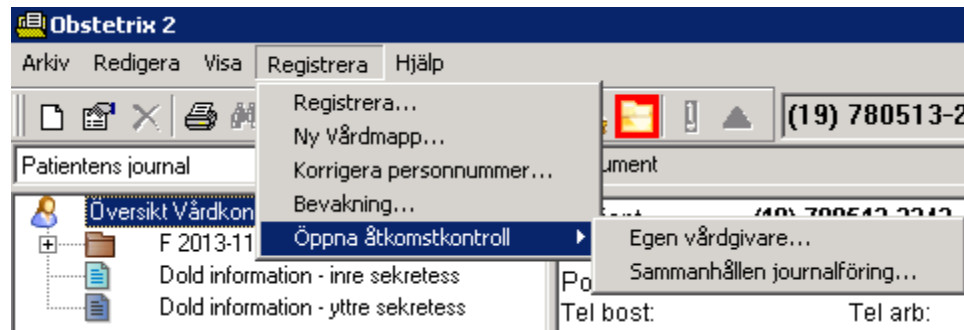 Obstetrix 2
Arkiv Redigera Visa Registrera Hjälp
(19) 780513-2
Registrera...
Ny Vårdmapp...
Korrigera personnummer...
Bevakning...
Öppna åtkomstkontroll
Egen vårdgivare...
Sammanhållen journalföring...
Patientens journal
ument
Översikt Vårdkon
F 2013-11
Dold information - inre sekretess
Dold information - yttre sekretess
Po
Tel bost: Tel arb: